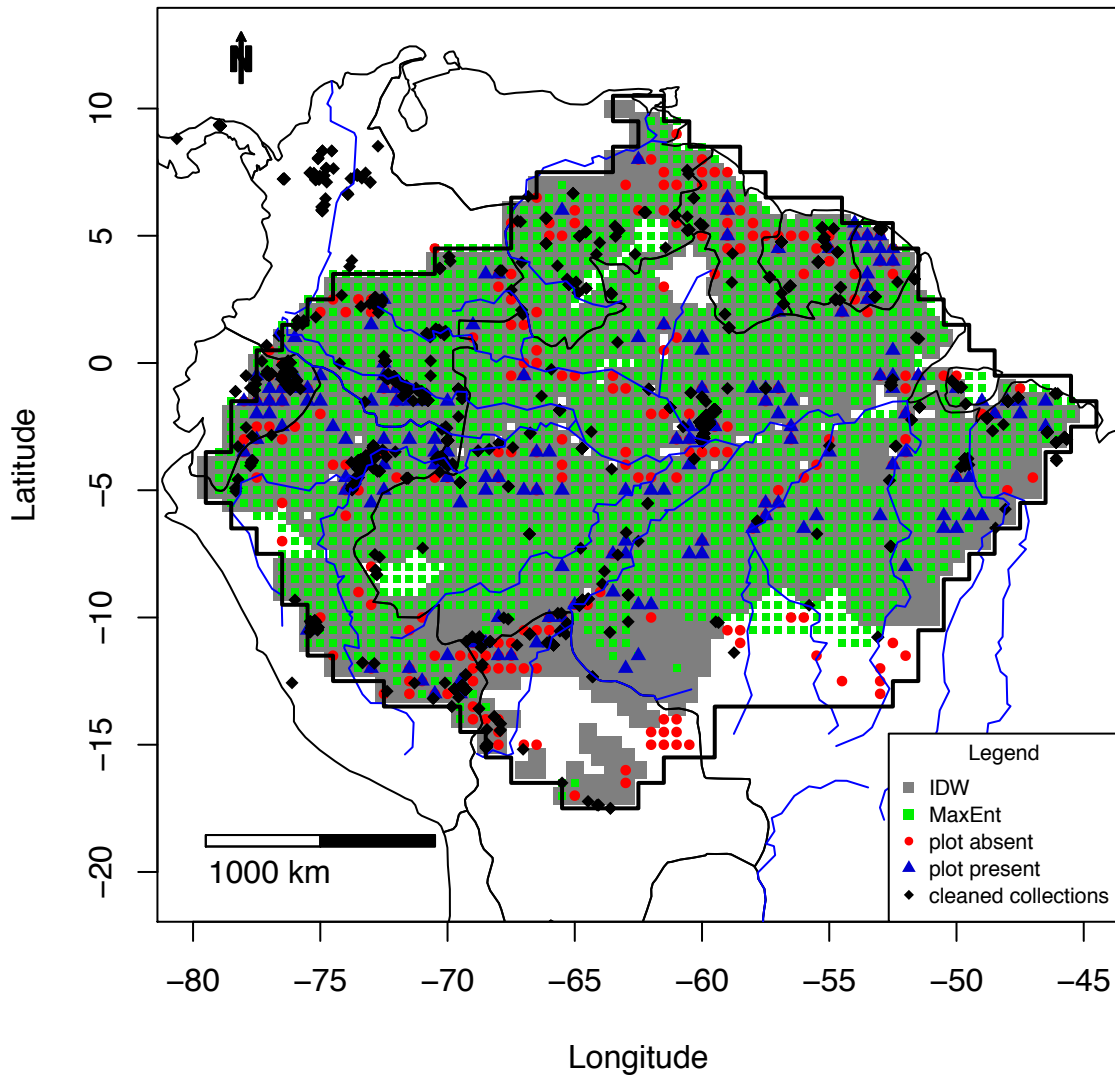 N
Latitude
10
5
0
−5
−10
−15
−20
1000 km
Legend
IDW
MaxEnt
plot absent
plot present
cleaned collections
−80 −75 −70 −65 −60 −55 −50 −45
Longitude